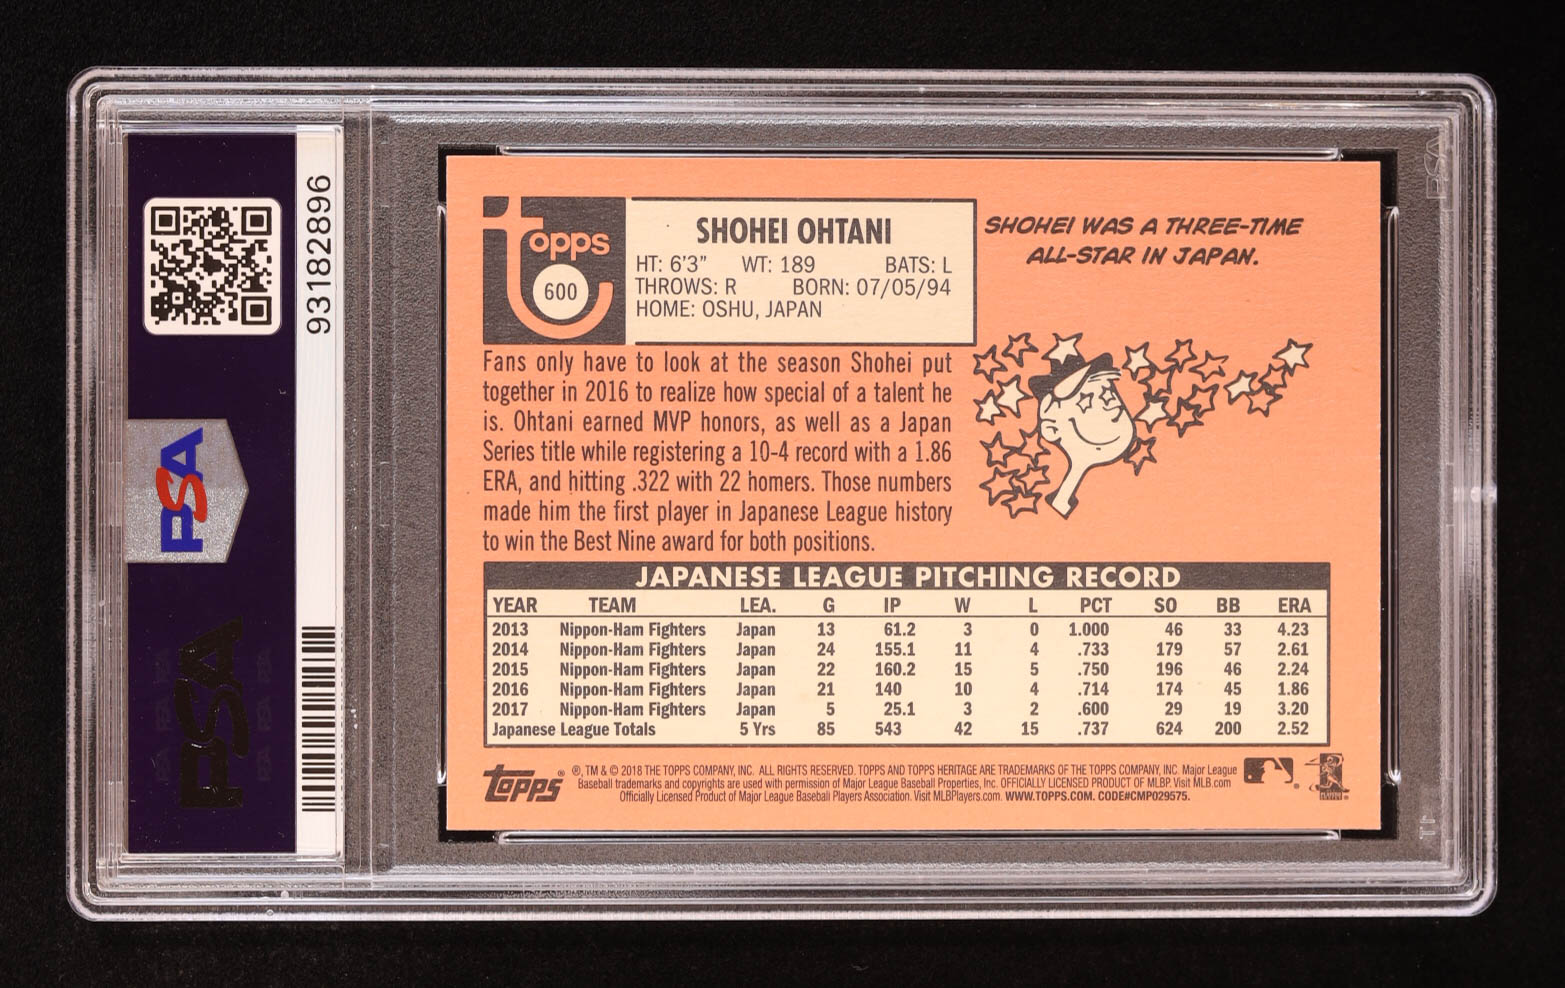 93182896
PSA
PSA
topps
600
SHOHEI OHTANI
HT: 6'3" WT: 189 BATS: L
THROWS: R BORN: 07/05/94
HOME: OSHU, JAPAN
SHOHEI WAS A THREE-TIME
ALL-STAR IN JAPAN.
Fans only have to look at the season Shohei put
together in 2016 to realize how special of a talent he
is. Ohtani earned MVP honors, as well as a Japan
Series title while registering a 10-4 record with a 1.86
ERA, and hitting .322 with 22 homers. Those numbers
made him the first player in Japanese League history
to win the Best Nine award for both positions.
JAPANESE LEAGUE PITCHING RECORD
YEAR TEAM LEA. G IP W L PCT SO BB ERA
2013 Nippon-Ham Fighters Japan 13 61.2 3 0 1.000 46 33 4.23
2014 Nippon-Ham Fighters Japan 24 155.1 11 4 .733 179 57 2.61
2015 Nippon-Ham Fighters Japan 22 160.2 15 5 .750 196 46 2.24
2016 Nippon-Ham Fighters Japan 21 140 10 4 .714 174 45 1.86
2017 Nippon-Ham Fighters Japan 5 25.1 3 2 .600 29 19 3.20
Japanese League Totals 5 Yrs 85 543 42 15 .737 624 200 2.52
topps®
®, TM & © 2018 THE TOPPS COMPANY, INC. ALL RIGHTS RESERVED. TOPPS AND TOPPS HERITAGE ARE TRADEMARKS OF THE TOPPS COMPANY, INC. Major League
Baseball trademarks and copyrights are used with permission of Major League Baseball Properties, Inc. OFFICIALLY LICENSED PRODUCT OF MLBP. Visit MLB.com
Officially Licensed Product of Major League Baseball Players Association. Visit MLBPlayers.com. WWW.TOPPS.COM. CODE#CMP029575.
PSA